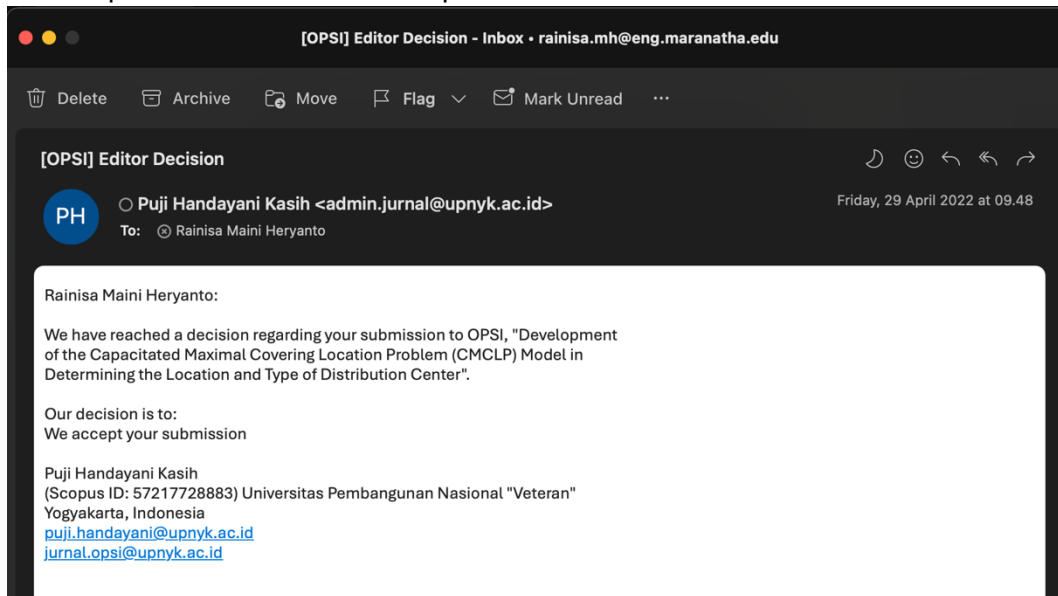 [OPSI] Editor Decision - Inbox • rainisa.mh@eng.maranatha.edu
Delete Archive Move Flag Mark Unread ...
[OPSI] Editor Decision
PH
Puji Handayani Kasih <admin.jurnal@upnyk.ac.id>
Friday, 29 April 2022 at 09.48
To: Rainisa Maini Heryanto
Rainisa Maini Heryanto:
We have reached a decision regarding your submission to OPSI, "Development
of the Capacitated Maximal Covering Location Problem (CMCLP) Model in
Determining the Location and Type of Distribution Center".
Our decision is to:
We accept your submission
Puji Handayani Kasih
(Scopus ID: 57217728883) Universitas Pembangunan Nasional "Veteran"
Yogyakarta, Indonesia
puji.handayani@upnyk.ac.id
jurnal.opsi@upnyk.ac.id